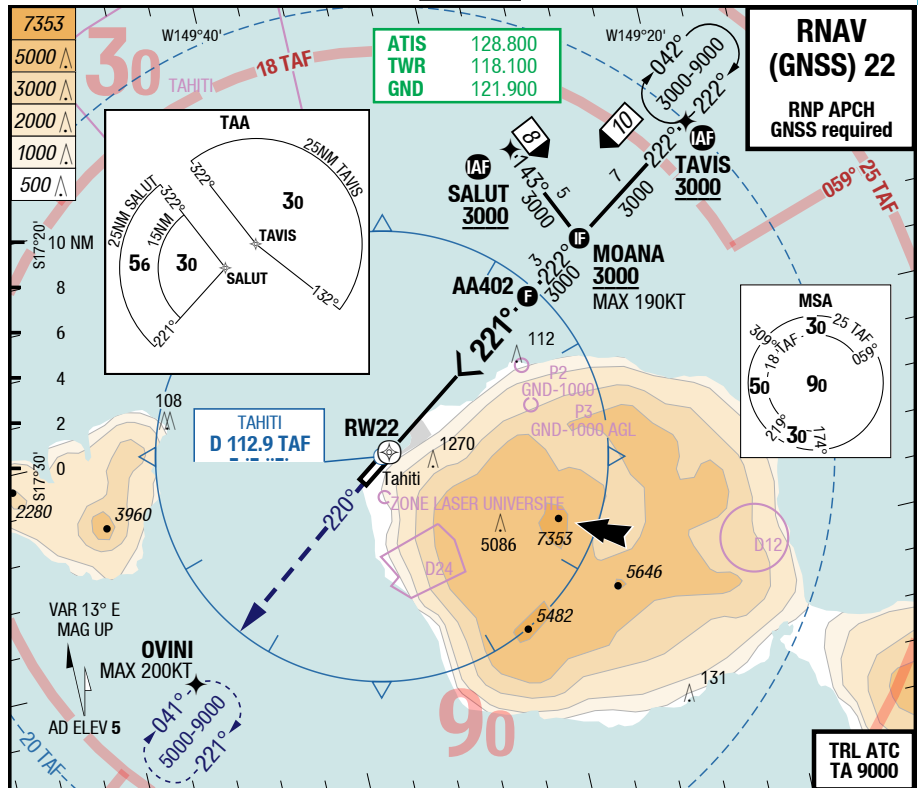 7353
5000
3000
2000
1000
500
30
TAHITI
W149°40'
18 TAF
ATIS 128.800
TWR 118.100
GND 121.900
W149°20'
042°
3000-9000
222°
RNAV
(GNSS) 22
RNP APCH
GNSS required
TAA
25NM SALUT
15NM
322°
56
30
221°
SALUT
322°
25NM TAVIS
30
TAVIS
132°
8
10
IAF
SALUT
3000
143°
5
3000
222°
7
3000
IAF
TAVIS
3000
059°
25 TAF
IF
MOANA
3000
MAX 190KT
3
222°
3000
AA402
F
221°
S17°20'
10 NM
8
6
4
2
0
S17°30'
MSA
309°
18 TAF
30
25 TAF
059°
50
90
219°
30
174°
112
P2
GND-1000
P3
GND-1000 AGL
108
TAHITI
D 112.9 TAF
RW22
1270
Tahiti
ZONE LASER UNIVERSITE
2280
3960
220°
5086
7353
D24
D12
5646
5482
131
VAR 13° E
MAG UP
AD ELEV 5
OVINI
MAX 200KT
041°
5000-9000
221°
20 TAF
90
TRL ATC
TA 9000